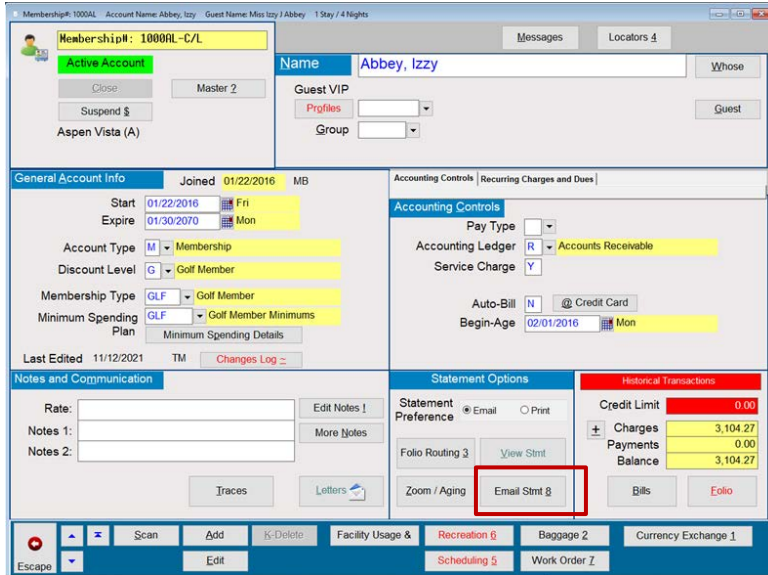 Membership#: 1000AL Account Name: Abbey, Izzy Guest Name: Miss Izzy J Abbey 1 Stay / 4 Nights
Membership#: 1000AL-C/L
Messages
Locators 4
Active Account
Name
Abbey, Izzy
Whose
Close
Master ?
Guest VIP
Suspend $
Profiles
Guest
Aspen Vista (A)
Group
General Account Info
Joined 01/22/2016 MB
Start 01/22/2016 Fri
Expire 01/30/2070 Mon
Account Type M Membership
Discount Level G Golf Member
Membership Type GLF Golf Member
Minimum Spending GLF Golf Member Minimums
Plan Minimum Spending Details
Last Edited 11/12/2021 TM Changes Log ~
Accounting Controls Recurring Charges and Dues
Accounting Controls
Pay Type
Accounting Ledger R Accounts Receivable
Service Charge Y
Auto-Bill N @ Credit Card
Begin-Age 02/01/2016 Mon
Notes and Communication
Rate:
Edit Notes !
Notes 1:
More Notes
Notes 2:
Traces
Letters
Statement Options
Statement
Preference Email Print
Folio Routing 3
View Stmt
Zoom / Aging
Email Stmt 8
Historical Transactions
Credit Limit 0.00
+ Charges 3,104.27
Payments 0.00
Balance 3,104.27
Bills
Folio
Escape
Scan
Add
K-Delete
Facility Usage &
Recreation 6
Baggage 2
Currency Exchange 1
Edit
Scheduling 5
Work Order 7